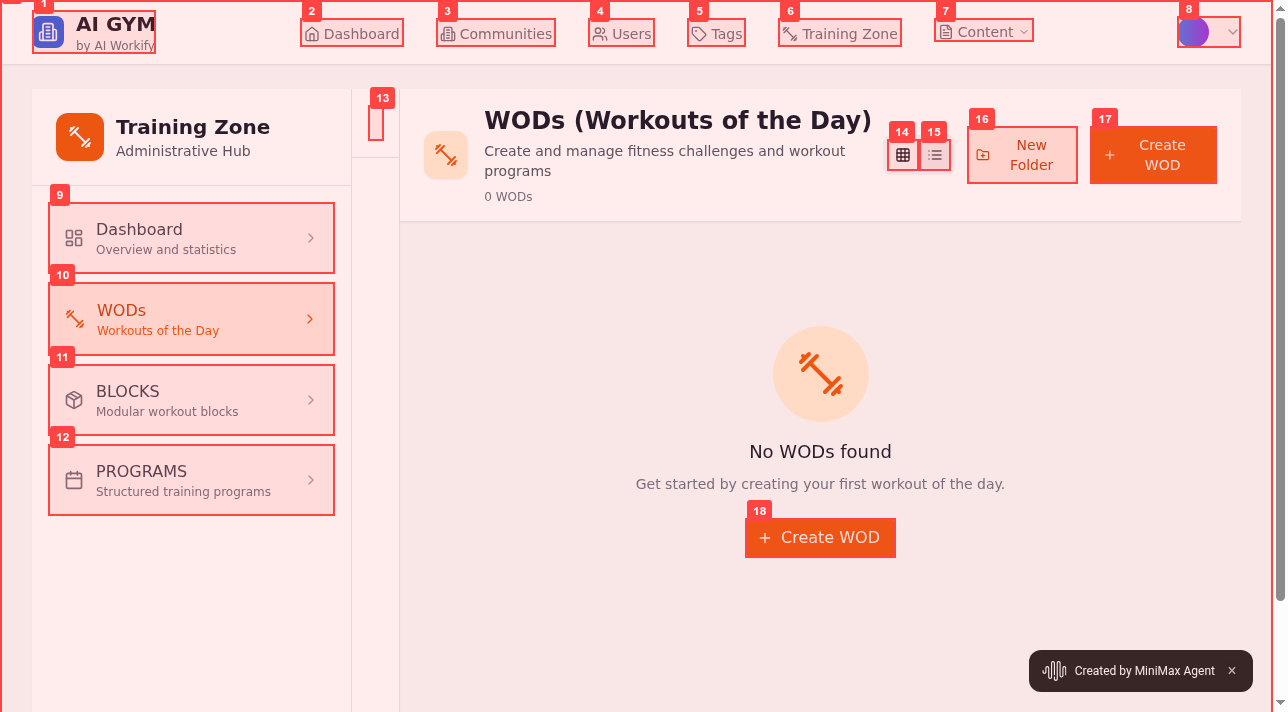 1
AI GYM
by AI Workify
2
Dashboard
3
Communities
4
Users
5
Tags
6
Training Zone
7
Content
8
Training Zone
Administrative Hub
9
Dashboard
Overview and statistics
10
WODs
Workouts of the Day
11
BLOCKS
Modular workout blocks
12
PROGRAMS
Structured training programs
13
WODs (Workouts of the Day)
Create and manage fitness challenges and workout
programs
0 WODs
14
15
16
New
Folder
17
Create
WOD
No WODs found
Get started by creating your first workout of the day.
18
Create WOD
Created by MiniMax Agent